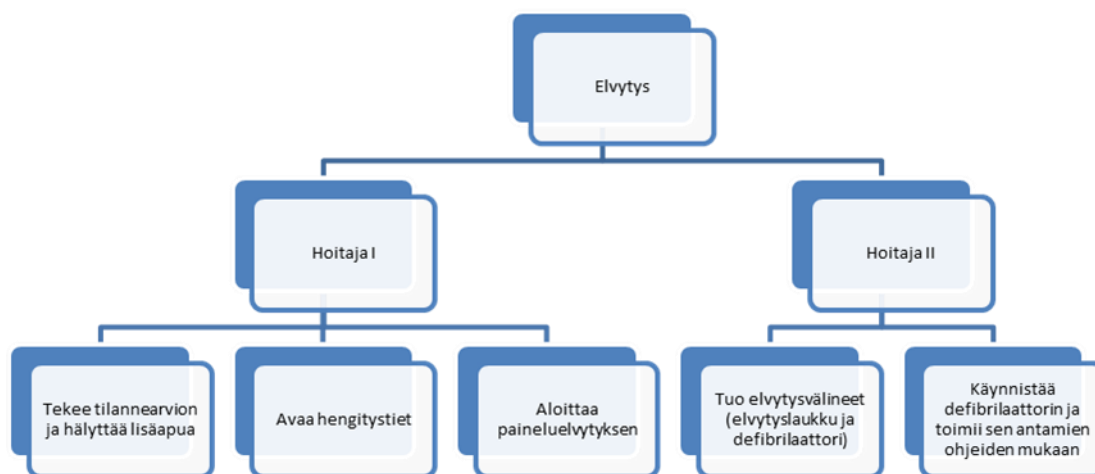 Elvytys
Hoitaja I
Hoitaja II
Tekee tilannearvion
ja hälyttää lisäapua
Avaa hengitystiet
Aloittaa
paineluelvytyksen
Tuo elvytysvälineet
(elvytyslaukku ja
defibrilaattori)
Käynnistää
defibrilaattorin ja
toimii sen antamien
ohjeiden mukaan